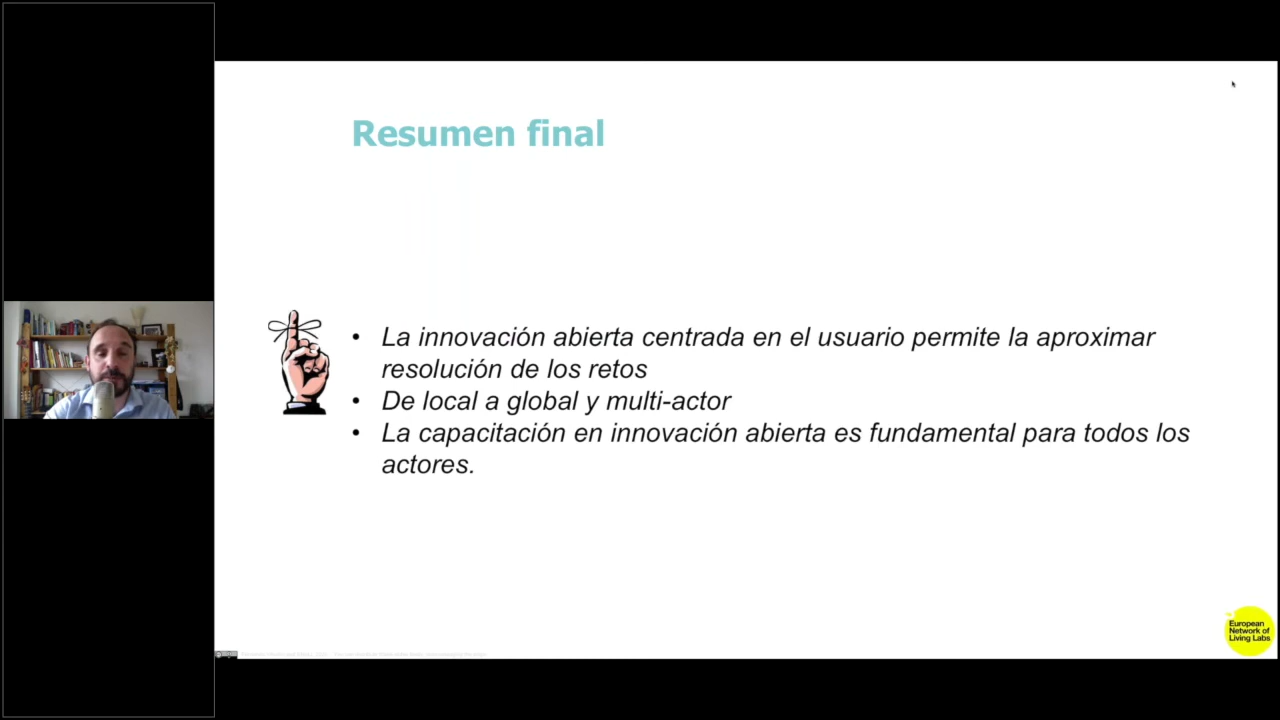 Resumen final
• La innovación abierta centrada en el usuario permite la aproximar
resolución de los retos
• De local a global y multi-actor
• La capacitación en innovación abierta es fundamental para todos los
actores.
European
Network of
Living Labs